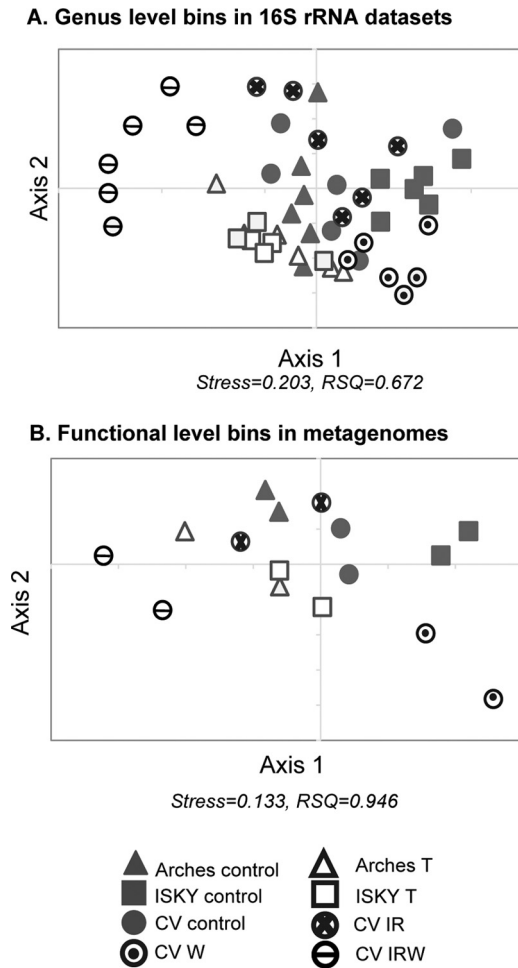 A. Genus level bins in 16S rRNA datasets
Axis 2
Axis 1
Stress=0.203, RSQ=0.672
B. Functional level bins in metagenomes
Axis 2
Axis 1
Stress=0.133, RSQ=0.946
Arches control
Arches T
ISKY control
ISKY T
CV control
CV IR
CV W
CV IRW